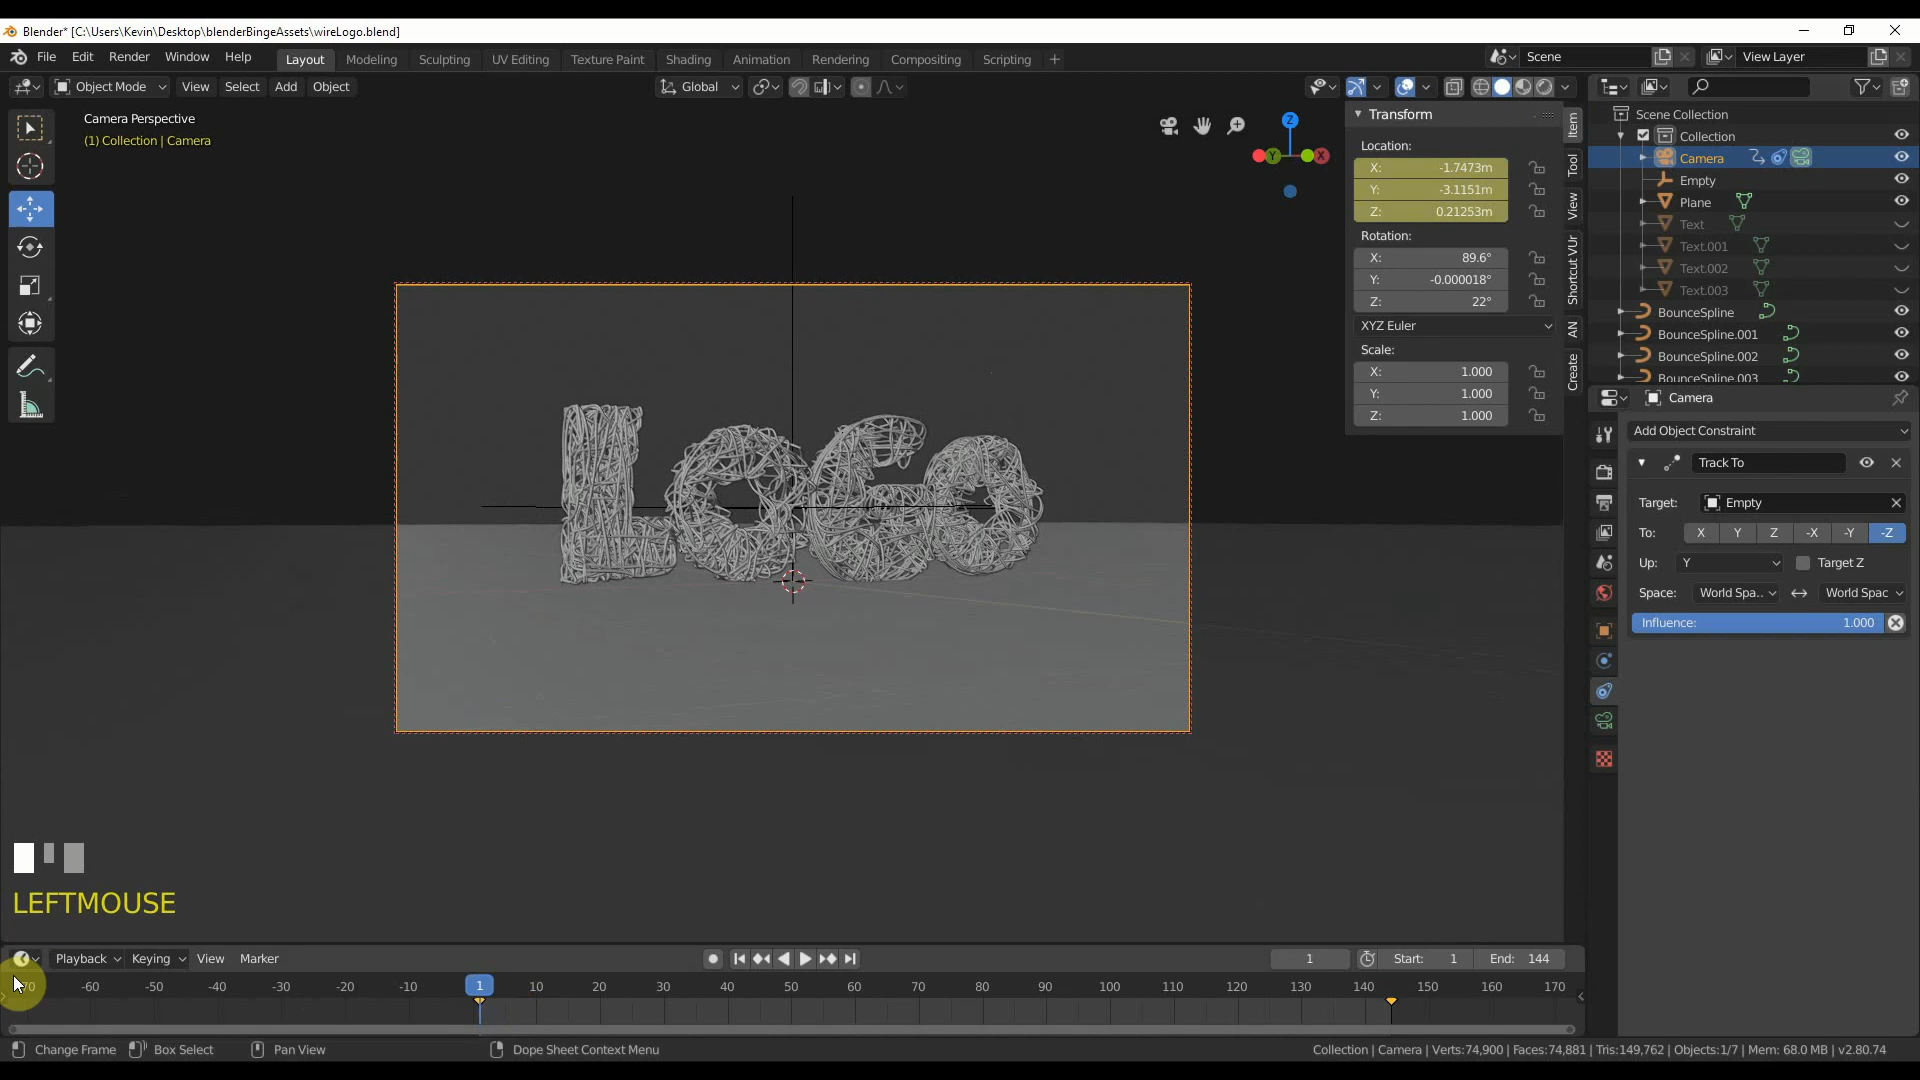 Blender* [C:\Users\Kevin\Desktop\blenderBingeAssets\wireLogo.blend]
File Edit Render Window Help Layout Modeling Sculpting UV Editing Texture Paint Shading Animation Rendering Compositing Scripting + Scene View Layer
Object Mode View Select Add Object Global
Camera Perspective
(1) Collection | Camera
LOGO
Z
Y X
Transform
Location:
X: -1.7473m
Y: -3.1151m
Z: 0.21253m
Rotation:
X: 89.6°
Y: -0.000018°
Z: 22°
XYZ Euler
Scale:
X: 1.000
Y: 1.000
Z: 1.000
Item
Tool
View
Shortcut VUr
AN
Create
Scene Collection
Collection
Camera
Empty
Plane
Text
Text.001
Text.002
Text.003
BounceSpline
BounceSpline.001
BounceSpline.002
BounceSpline.003
Camera
Add Object Constraint
Track To
Target: Empty
To: X Y Z -X -Y -Z
Up: Y Target Z
Space: World Spa.. World Spac
Influence: 1.000
LEFTMOUSE
Playback Keying View Marker 1 Start: 1 End: 144
-60 -50 -40 -30 -20 -10 1 10 20 30 40 50 60 70 80 90 100 110 120 130 140 150 160 170
Change Frame Box Select Pan View Dope Sheet Context Menu Collection | Camera | Verts:74,900 | Faces:74,881 | Tris:149,762 | Objects:1/7 | Mem: 68.0 MB | v2.80.74